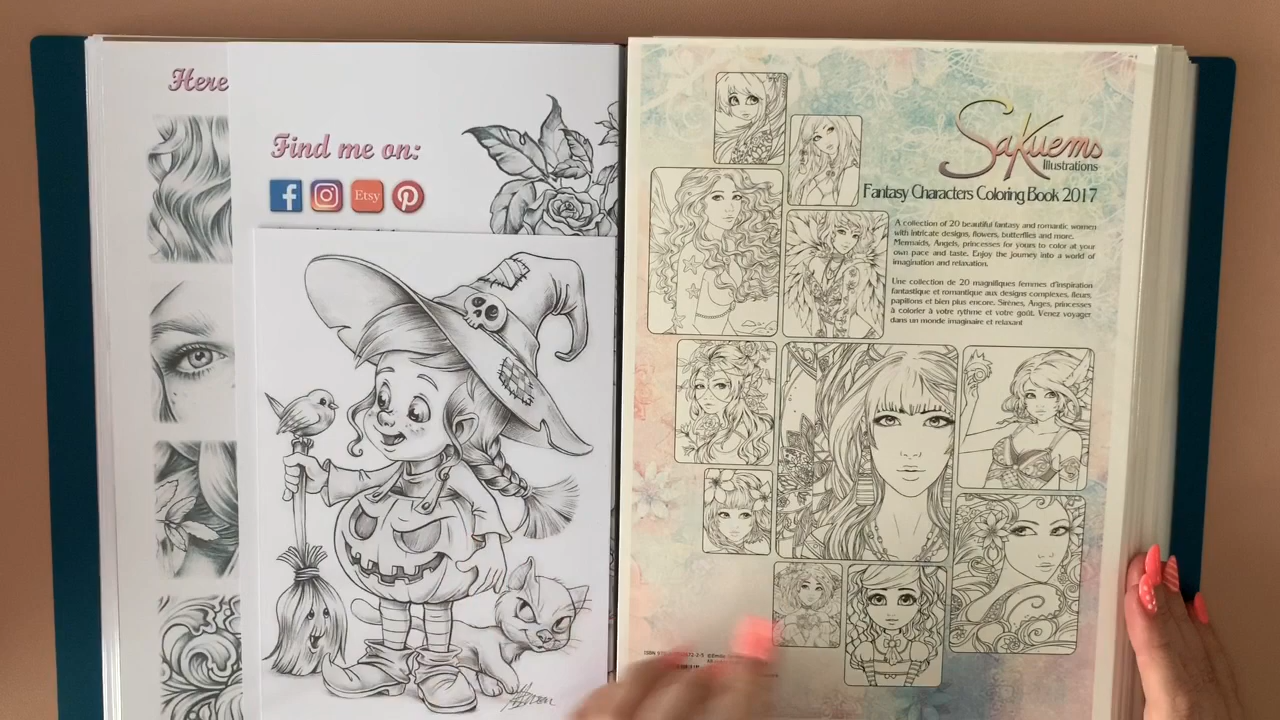 Here
Find me on:
Etsy
Sakuems
Illustrations
Fantasy Characters Coloring Book 2017
A collection of 20 beautiful fantasy and romantic women
with intricate designs, flowers, butterflies and more.
Mermaids, Angels, princesses for yours to color at your
own pace and taste. Enjoy the journey into a world of
imagination and relaxation.
Une collection de 20 magnifiques femmes d'inspiration
fantastique et romantique aux designs complexes, fleurs,
papillons et bien plus encore. Sirènes, Anges, princesses
à colorier à votre rythme et votre goût. Venez voyager
dans un monde imaginaire et relaxant
ISBN